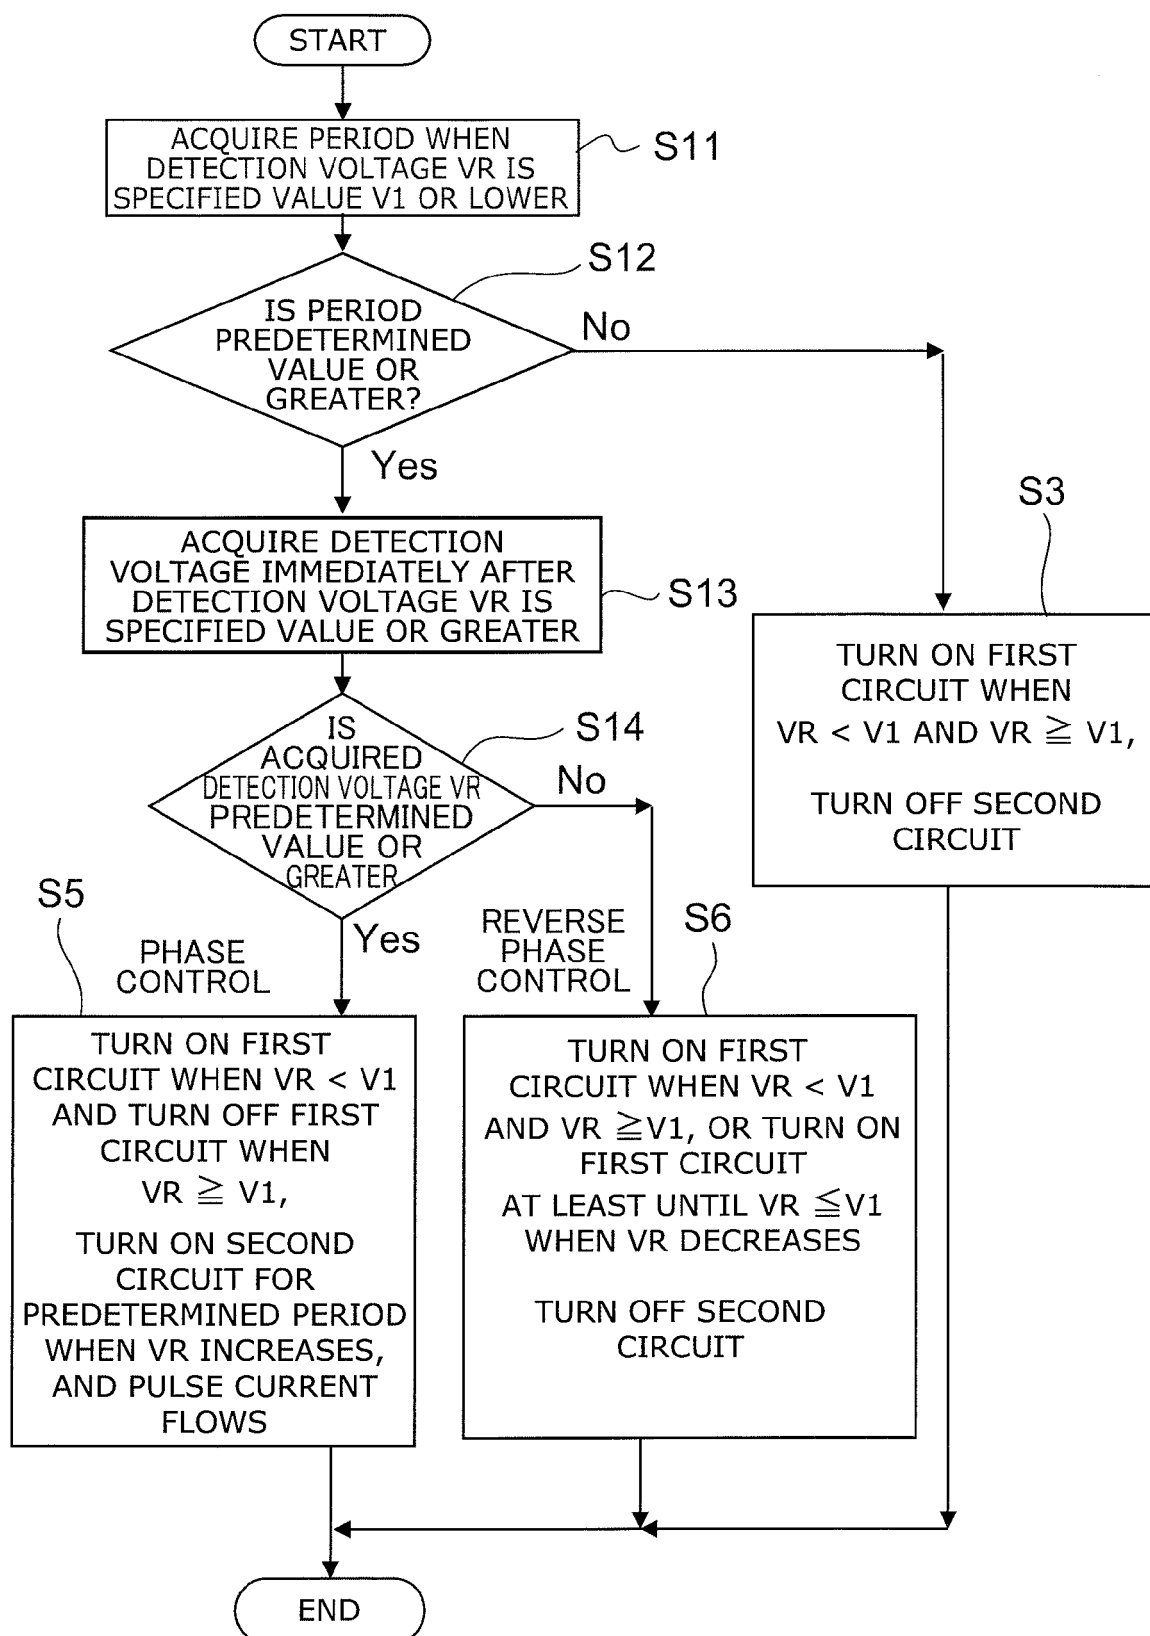 START
ACQUIRE PERIOD WHEN
DETECTION VOLTAGE VR IS
SPECIFIED VALUE V1 OR LOWER
S11
S12
IS PERIOD
PREDETERMINED
VALUE OR
GREATER?
No
Yes
ACQUIRE DETECTION
VOLTAGE IMMEDIATELY AFTER
DETECTION VOLTAGE VR IS
SPECIFIED VALUE OR GREATER
S13
S3
TURN ON FIRST
CIRCUIT WHEN
VR < V1 AND VR ≧ V1,
TURN OFF SECOND
CIRCUIT
IS
ACQUIRED
DETECTION VOLTAGE VR
PREDETERMINED
VALUE OR
GREATER
S14
No
Yes
S5
PHASE
CONTROL
REVERSE
PHASE
CONTROL
S6
TURN ON FIRST
CIRCUIT WHEN VR < V1
AND TURN OFF FIRST
CIRCUIT WHEN
VR ≧ V1,
TURN ON SECOND
CIRCUIT FOR
PREDETERMINED PERIOD
WHEN VR INCREASES,
AND PULSE CURRENT
FLOWS
TURN ON FIRST
CIRCUIT WHEN VR < V1
AND VR ≧V1, OR TURN ON
FIRST CIRCUIT
AT LEAST UNTIL VR ≦V1
WHEN VR DECREASES
TURN OFF SECOND
CIRCUIT
END